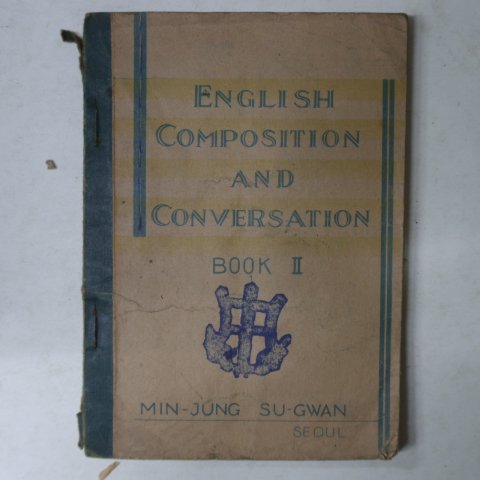 ENGLISH
COMPOSITION
AND
CONVERSATION
BOOK II
MIN-JUNG SU-GWAN
SEOUL